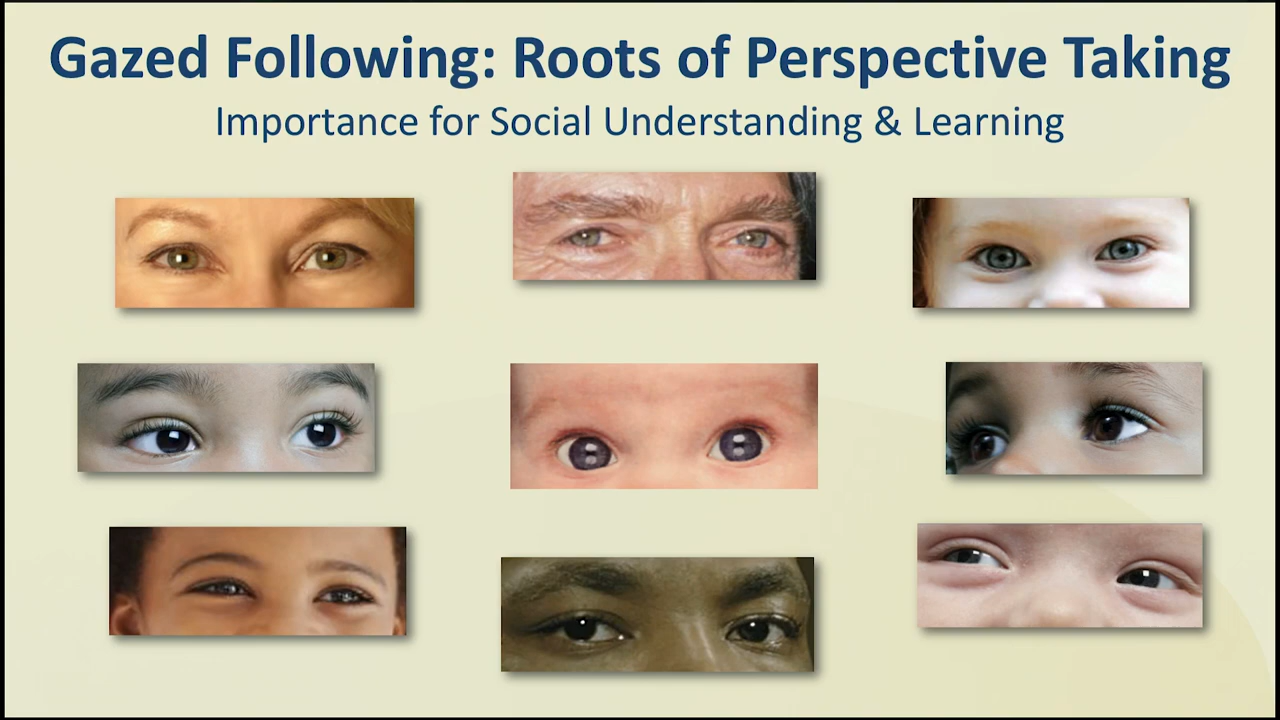 Gazed Following: Roots of Perspective Taking
Importance for Social Understanding & Learning